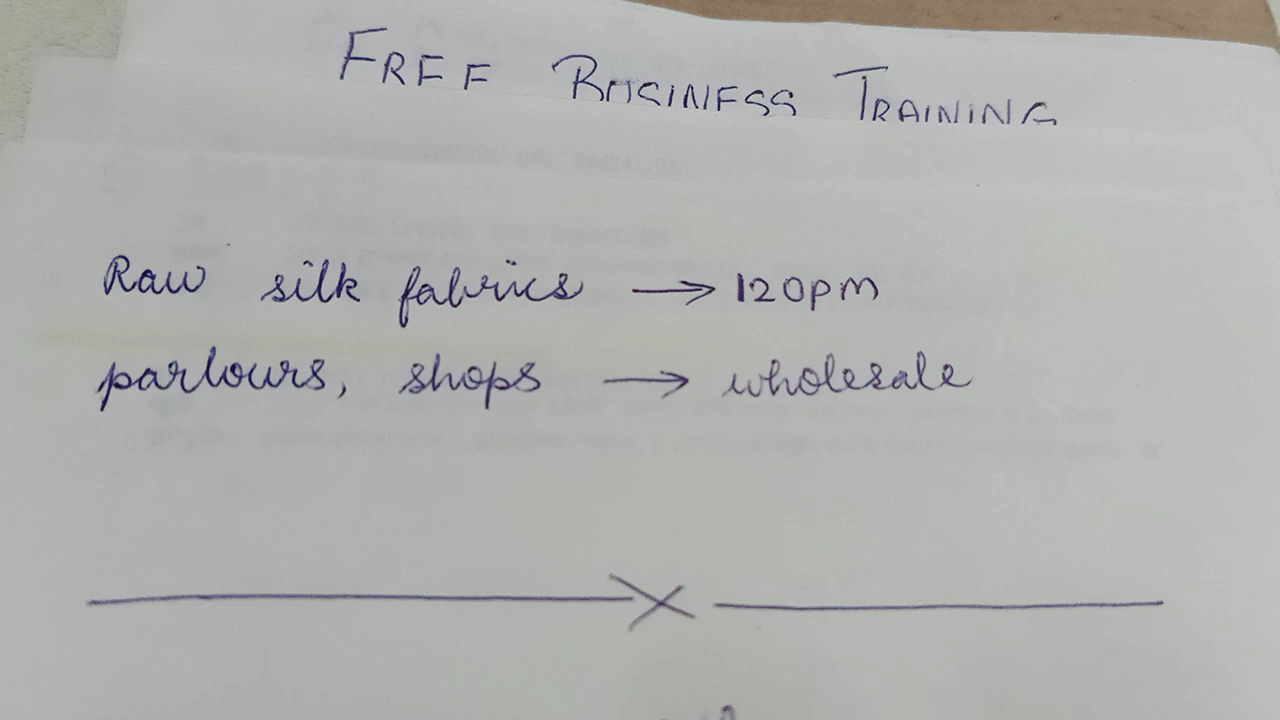 FREE BUSINESS TRAINING
Raw silk fabrics → 120pm
parlours, shops → wholesale